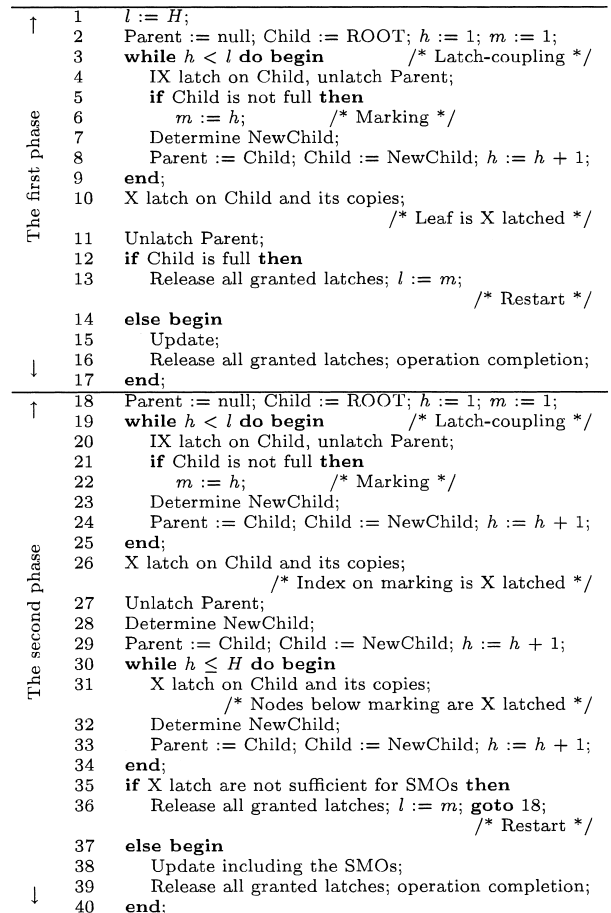 ↑ 1 l := H;
2 Parent := null; Child := ROOT; h := 1; m := 1;
3 while h < l do begin /* Latch-coupling */
4 IX latch on Child, unlatch Parent;
5 if Child is not full then
6 m := h; /* Marking */
7 Determine NewChild;
8 Parent := Child; Child := NewChild; h := h + 1;
9 end;
10 X latch on Child and its copies;
/* Leaf is X latched */
11 Unlatch Parent;
12 if Child is full then
13 Release all granted latches; l := m;
/* Restart */
14 else begin
15 Update;
16 Release all granted latches; operation completion;
↓ 17 end;
The first phase
↑ 18 Parent := null; Child := ROOT; h := 1; m := 1;
19 while h < l do begin /* Latch-coupling */
20 IX latch on Child, unlatch Parent;
21 if Child is not full then
22 m := h; /* Marking */
23 Determine NewChild;
24 Parent := Child; Child := NewChild; h := h + 1;
25 end;
26 X latch on Child and its copies;
/* Index on marking is X latched */
27 Unlatch Parent;
28 Determine NewChild;
29 Parent := Child; Child := NewChild; h := h + 1;
30 while h ≤ H do begin
31 X latch on Child and its copies;
/* Nodes below marking are X latched */
32 Determine NewChild;
33 Parent := Child; Child := NewChild; h := h + 1;
34 end;
35 if X latch are not sufficient for SMOs then
36 Release all granted latches; l := m; goto 18;
/* Restart */
37 else begin
38 Update including the SMOs;
39 Release all granted latches; operation completion;
↓ 40 end;
The second phase